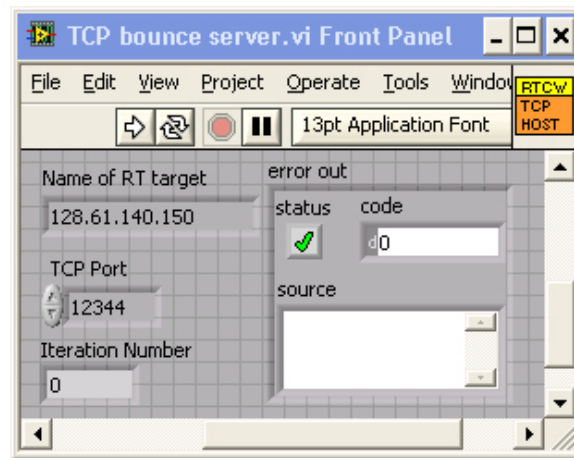 TCP bounce server.vi Front Panel
File Edit View Project Operate Tools Window
RTCW
TCP
HOST
13pt Application Font
Name of RT target
128.61.140.150
TCP Port
12344
Iteration Number
0
error out
status code
d0
source